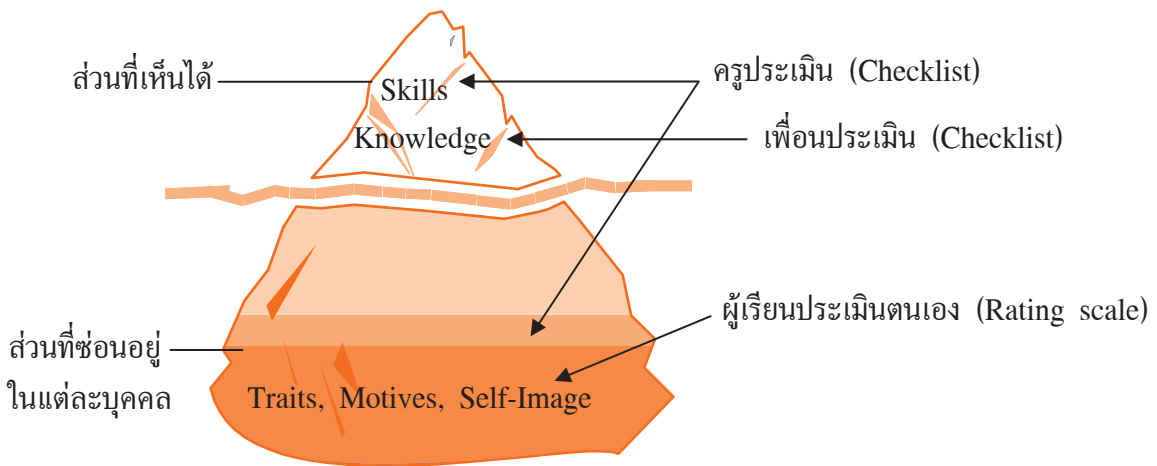 ส่วนที่เห็นได้
Skills
Knowledge
ครูประเมิน (Checklist)
เพื่อนประเมิน (Checklist)
ผู้เรียนประเมินตนเอง (Rating scale)
ส่วนที่ซ่อนอยู่
ในแต่ละบุคคล
Traits, Motives, Self-Image